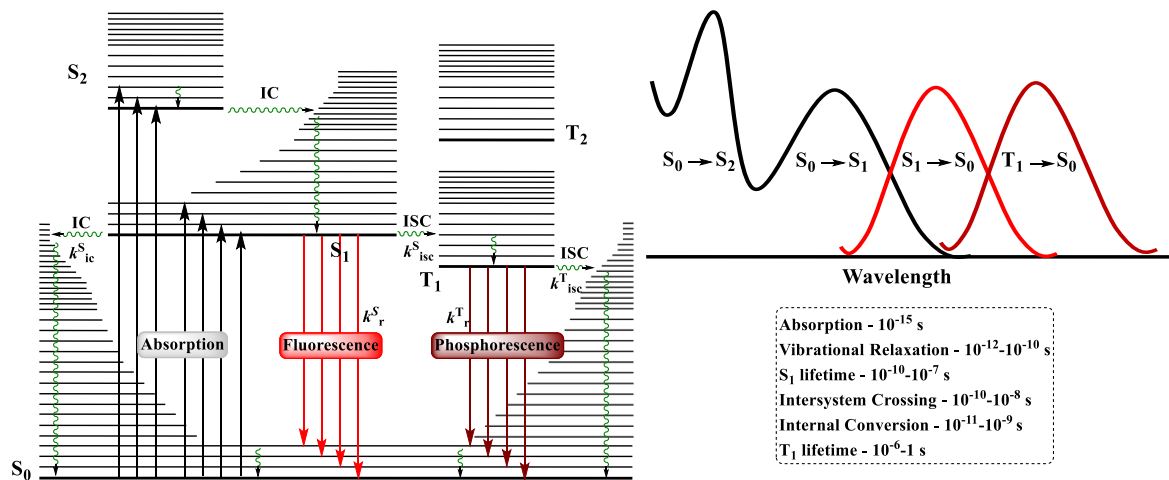 S₂
IC
T₂
IC
kˢic
S₁
ISC
kˢisc
T₁
ISC
kᵀisc
kˢr
kᵀr
Absorption
Fluorescence
Phosphorescence
S₀
S₀ → S₂
S₀ → S₁
S₁ → S₀
T₁ → S₀
Wavelength
Absorption - 10⁻¹⁵ s
Vibrational Relaxation - 10⁻¹²-10⁻¹⁰ s
S₁ lifetime - 10⁻¹⁰-10⁻⁷ s
Intersystem Crossing - 10⁻¹⁰-10⁻⁸ s
Internal Conversion - 10⁻¹¹-10⁻⁹ s
T₁ lifetime - 10⁻⁶-1 s